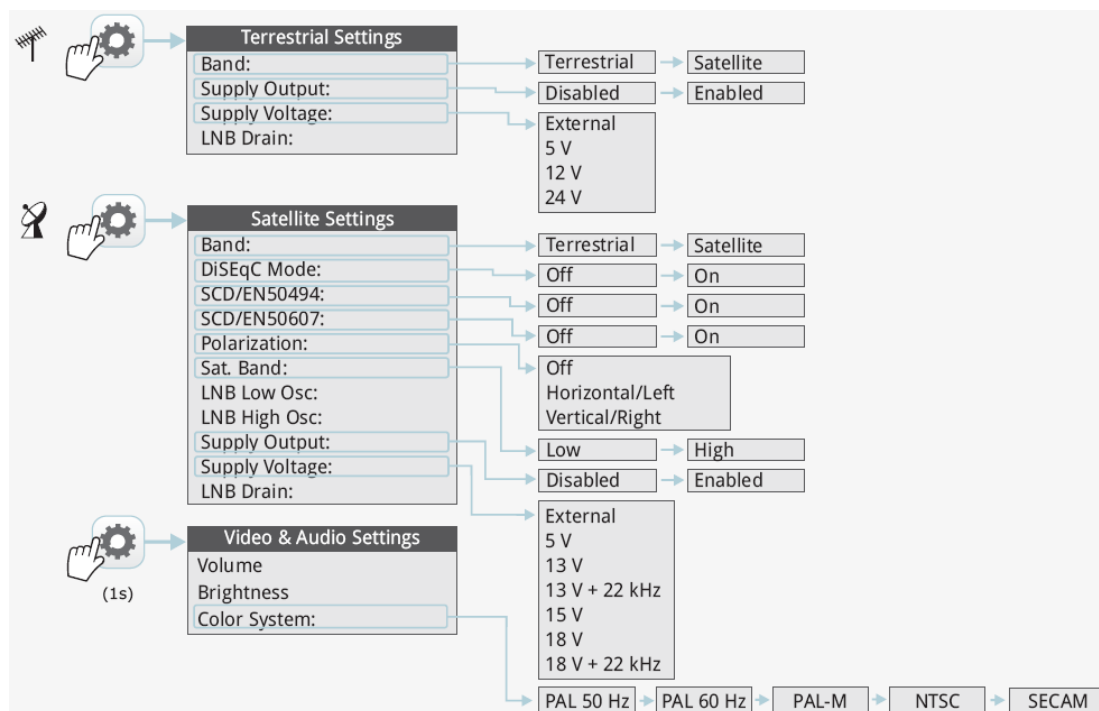 Terrestrial Settings
Band:
Terrestrial
Satellite
Supply Output:
Disabled
Enabled
Supply Voltage:
External
5 V
12 V
24 V
LNB Drain:
Satellite Settings
Band:
Terrestrial
Satellite
DiSEqC Mode:
Off
On
SCD/EN50494:
Off
On
SCD/EN50607:
Off
On
Polarization:
Off
Horizontal/Left
Vertical/Right
Sat. Band:
Low
High
LNB Low Osc:
LNB High Osc:
Supply Output:
Disabled
Enabled
Supply Voltage:
External
5 V
13 V
13 V + 22 kHz
15 V
18 V
18 V + 22 kHz
LNB Drain:
(1s)
Video & Audio Settings
Volume
Brightness
Color System:
PAL 50 Hz
PAL 60 Hz
PAL-M
NTSC
SECAM